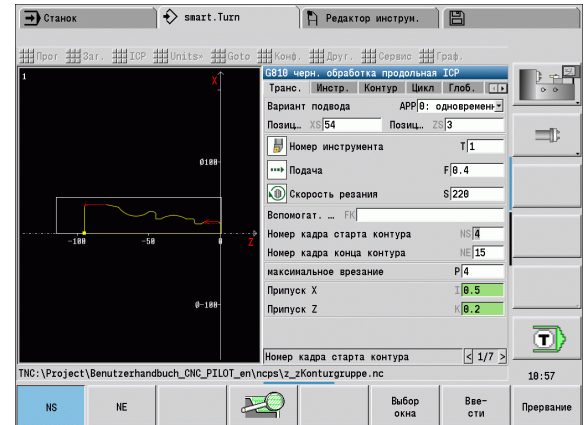 Станок
smart.Turn
Редактор инструм.
Прог Заг. ICP Units» Goto Конф. Друг. Сервис Граф.
1
X
0100
-100 -50 0 Z
0-100
G810 черн. обработка продольная ICP
Транс. Инстр. Контур Цикл Глоб.
Вариант подвода APP 0: одновременн
Позиц… XS 54 Позиц… ZS 3
Номер инструмента T 1
Подача F 0.4
Скорость резания S 220
Вспомогат. … FK
Номер кадра старта контура NS 4
Номер кадра конца контура NE 15
максимальное врезание P 4
Припуск X I 0.5
Припуск Z K 0.2
Номер кадра старта контура < 1/7 >
TNC:\Project\Benutzerhandbuch_CNC_PILOT_en\ncps\z_zKonturgruppe.nc
T
10:57
NS
NE
Выбор окна
Вве-сти
Прервание